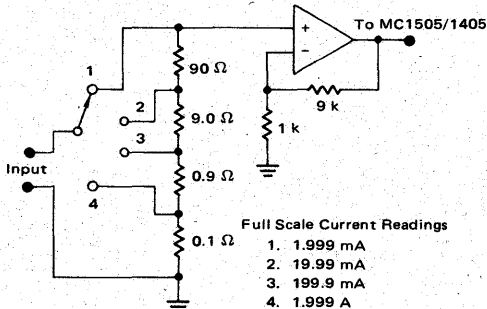 To MC1505/1405
+
−
1
90 Ω
9 k
2
9.0 Ω
1 k
3
Input
0.9 Ω
4
Full Scale Current Readings
0.1 Ω
1. 1.999 mA
2. 19.99 mA
3. 199.9 mA
4. 1.999 A